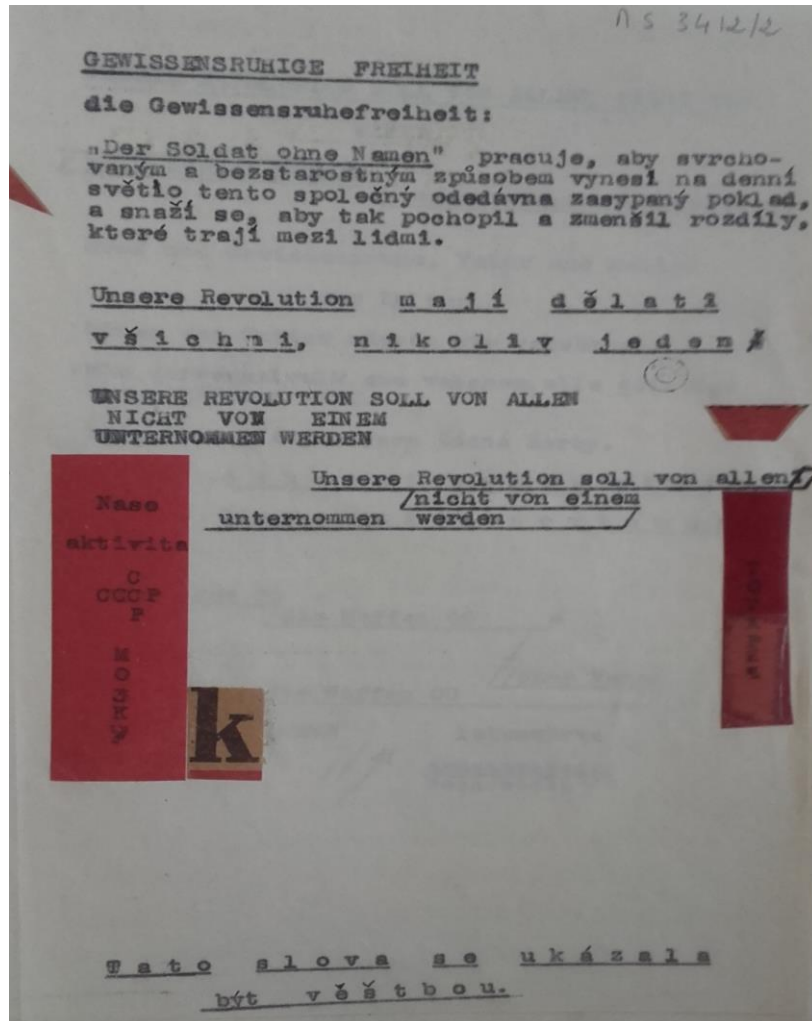 MS 3412/2
GEWISSENSRUHIGE FREIHEIT
die Gewissensruhefreiheit:
„Der Soldat ohne Namen" pracuje, aby svrcho-
vaným a bezstarostným způsobem vynesl na denní
světlo tento společný odedávna zasypaný poklad,
a snaží se, aby tak pochopil a zmenšil rozdíly,
které trají mezi lidmi.
Unsere Revolution mají dělati
všichni, nikoliv jeden
UNSERE REVOLUTION SOLL VON ALLEN
NICHT VON EINEM
UNTERNOMMEN WERDEN
Unsere Revolution soll von allen
/nicht von einem
unternommen werden /
Nase
aktivita
C
CCCP
P
MOSKV
k
Tato slova se ukázala
být věštbou.